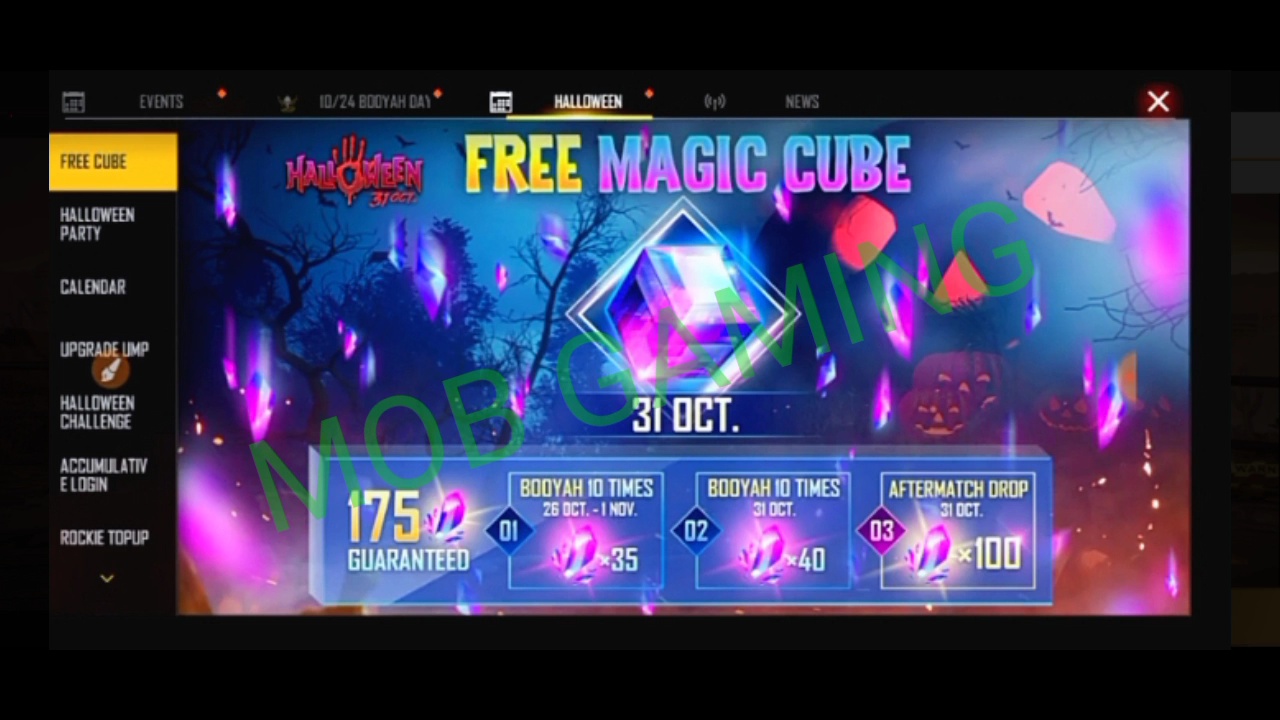 EVENTS
10/24 BOOYAH DAY
HALLOWEEN
NEWS
FREE CUBE
HALLOWEEN
PARTY
CALENDAR
UPGRADE UMP
HALLOWEEN
CHALLENGE
ACCUMULATIV
E LOGIN
ROCKIE TOPUP
HALLOWEEN
31 OCT.
FREE MAGIC CUBE
31 OCT.
MOB GAMING
175
GUARANTEED
01
BOOYAH 10 TIMES
26 OCT. - 1 NOV.
×35
02
BOOYAH 10 TIMES
31 OCT.
×40
03
AFTERMATCH DROP
31 OCT.
×100